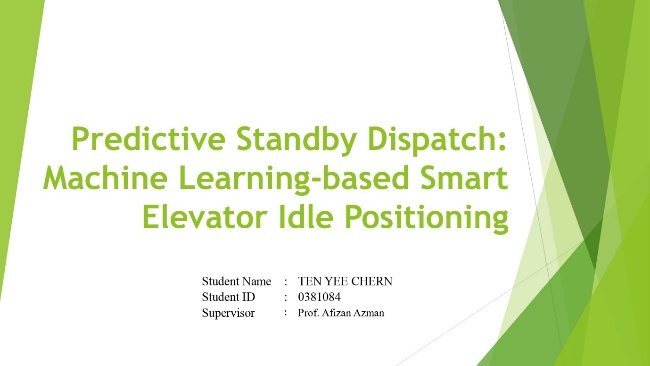 Predictive Standby Dispatch:
Machine Learning-based Smart
Elevator Idle Positioning
Student Name : TEN YEE CHERN
Student ID : 0381084
Supervisor : Prof. Afizan Azman